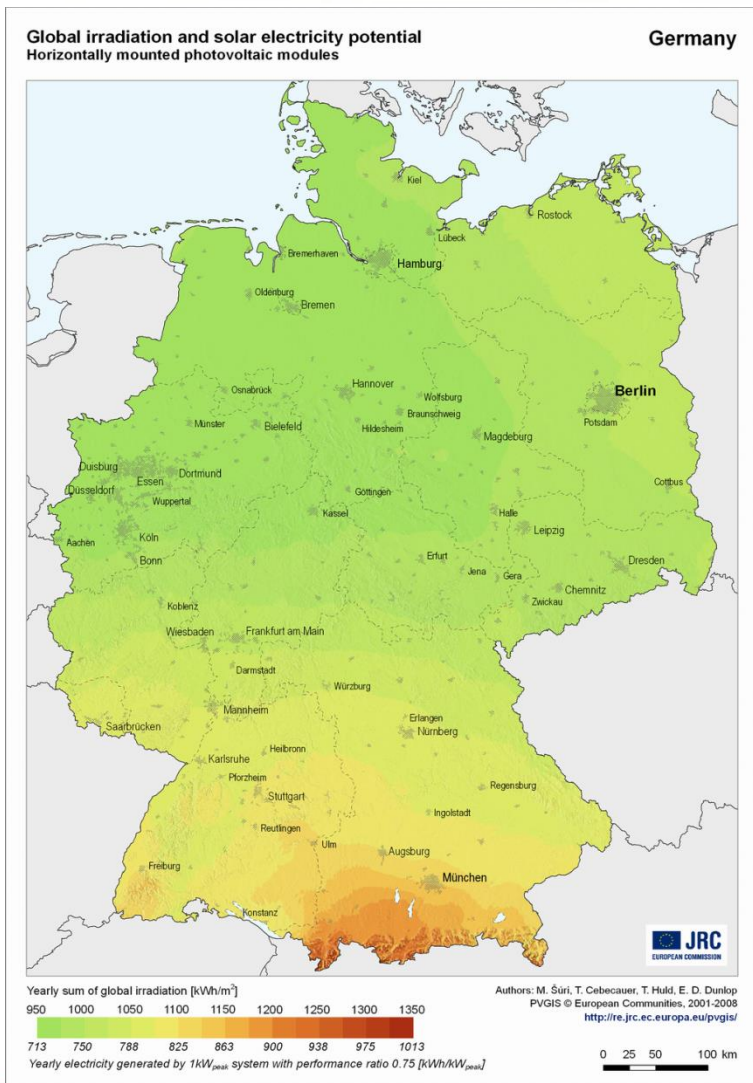 Global irradiation and solar electricity potential
Germany
Horizontally mounted photovoltaic modules
Kiel
Rostock
Lübeck
Bremerhaven
Hamburg
Oldenburg
Bremen
Osnabrück
Hannover
Wolfsburg
Berlin
Braunschweig
Potsdam
Münster
Bielefeld
Hildesheim
Magdeburg
Duisburg
Dortmund
Essen
Cottbus
Düsseldorf
Göttingen
Wuppertal
Kassel
Halle
Leipzig
Köln
Aachen
Bonn
Erfurt
Dresden
Jena
Gera
Chemnitz
Koblenz
Zwickau
Wiesbaden
Frankfurt am Main
Darmstadt
Würzburg
Mannheim
Erlangen
Saarbrücken
Nürnberg
Heilbronn
Karlsruhe
Pforzheim
Regensburg
Stuttgart
Ingolstadt
Reutlingen
Ulm
Augsburg
Freiburg
München
Konstanz
JRC
EUROPEAN COMMISSION
Yearly sum of global irradiation [kWh/m²]
950 1000 1050 1100 1150 1200 1250 1300 1350
713 750 788 825 863 900 938 975 1013
Yearly electricity generated by 1kWpeak system with performance ratio 0.75 [kWh/kWpeak]
Authors: M. Šúri, T. Cebecauer, T. Huld, E. D. Dunlop
PVGIS © European Communities, 2001-2008
http://re.jrc.ec.europa.eu/pvgis/
0 50 100 km